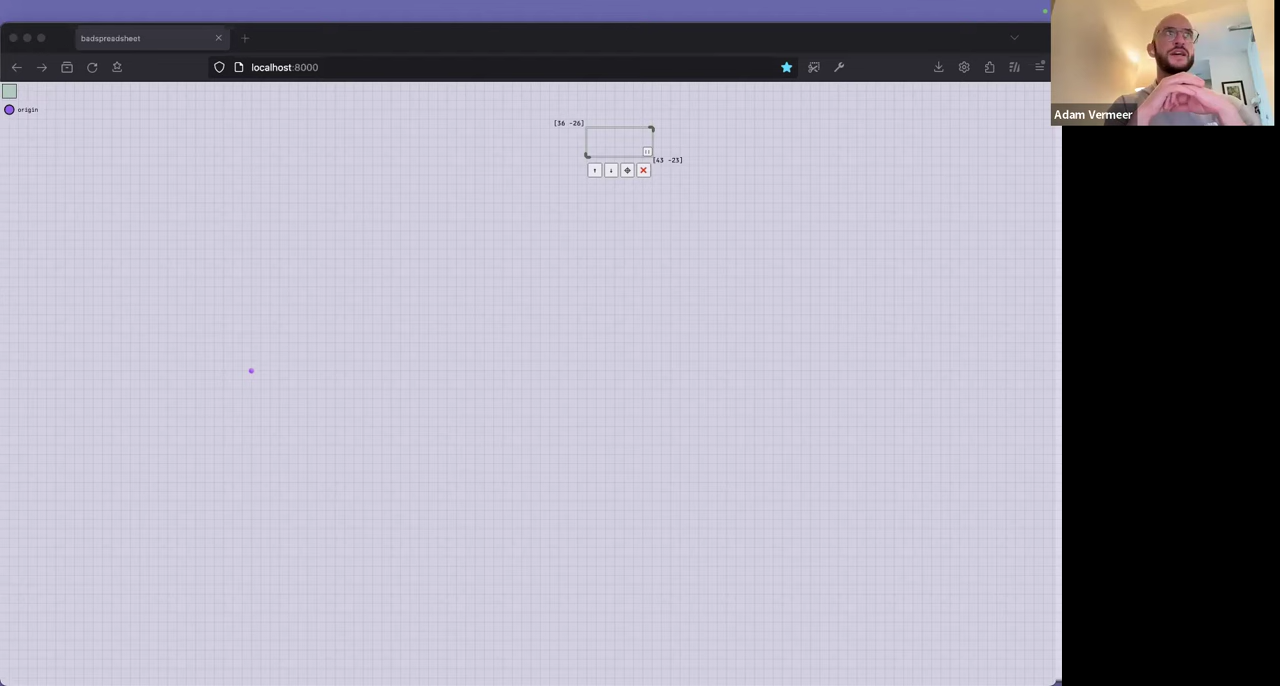 badspreadsheet
localhost:8000
Adam Vermeer
origin
[36 -26]
[43 -23]